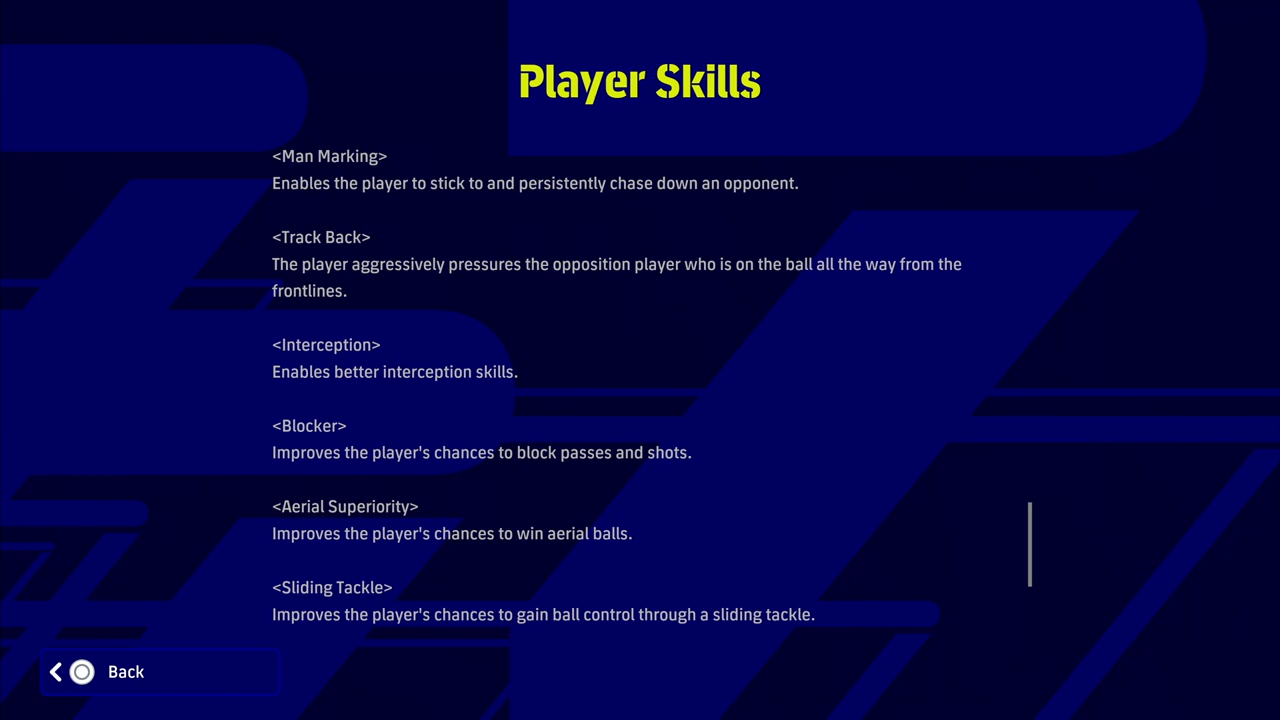 Player Skills
<Man Marking>
Enables the player to stick to and persistently chase down an opponent.
<Track Back>
The player aggressively pressures the opposition player who is on the ball all the way from the
frontlines.
<Interception>
Enables better interception skills.
<Blocker>
Improves the player's chances to block passes and shots.
<Aerial Superiority>
Improves the player's chances to win aerial balls.
<Sliding Tackle>
Improves the player's chances to gain ball control through a sliding tackle.
Back